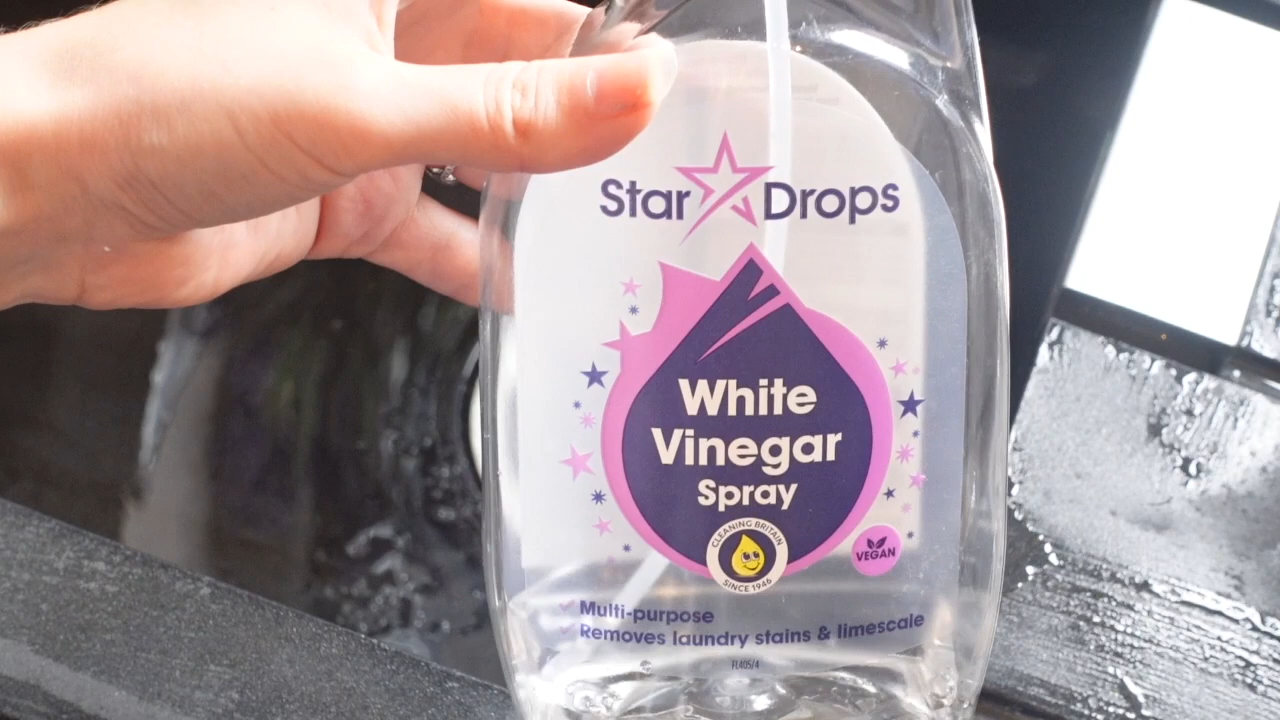 Star Drops
White
Vinegar
Spray
CLEANING BRITAIN
SINCE 1946
VEGAN
Multi-purpose
Removes laundry stains & limescale
FL405/4